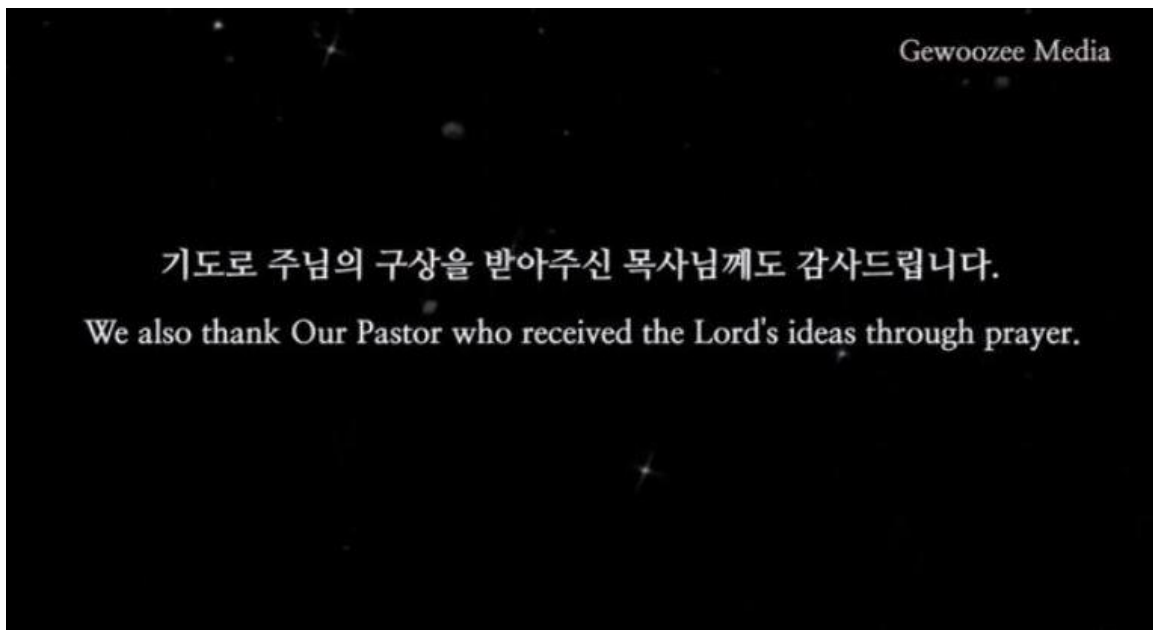 Gewoozee Media
기도로 주님의 구상을 받아주신 목사님께도 감사드립니다.
We also thank Our Pastor who received the Lord's ideas through prayer.